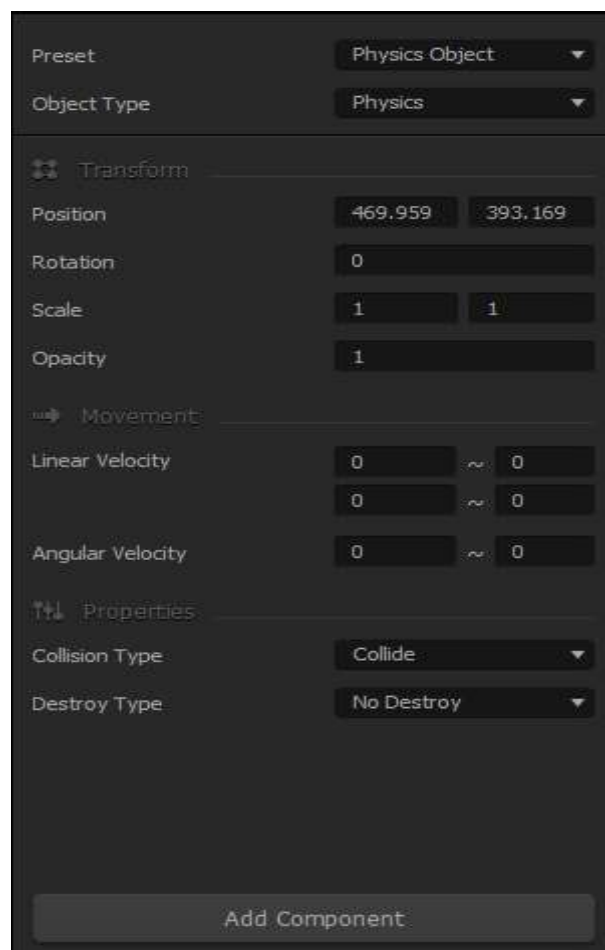 Preset Physics Object
Object Type Physics
Transform
Position 469.959 393.169
Rotation 0
Scale 1 1
Opacity 1
Movement
Linear Velocity 0 ~ 0
0 ~ 0
Angular Velocity 0 ~ 0
Properties
Collision Type Collide
Destroy Type No Destroy
Add Component